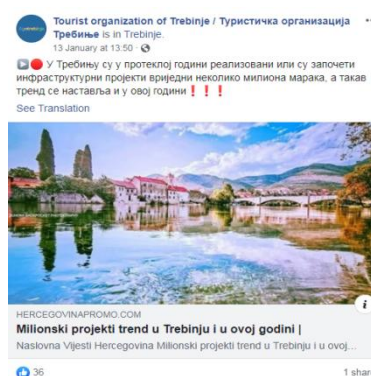 Tourist organization of Trebinje / Туристичка организација
Требиње is in Trebinje.
13 January at 13:50 ·
У Требињу су у протеклој години реализовани или су започети
инфраструктурни пројекти вриједни неколико милиона марака, а такав
тренд се наставља и у овој години❗❗❗
See Translation
HERCEGOVINAPROMO.COM
Milionski projekti trend u Trebinju i u ovoj godini |
Naslovna Vijesti Hercegovina Milionski projekti trend u Trebinju i u ovoj...
36
1 shar